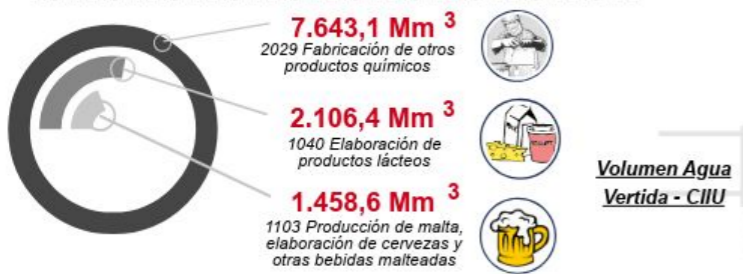 7.643,1 Mm 3
2029 Fabricación de otros
productos químicos
2.106,4 Mm 3
1040 Elaboración de
productos lácteos
1.458,6 Mm 3
1103 Producción de malta,
elaboración de cervezas y
otras bebidas malteadas
Volumen Agua
Vertida - CIIU